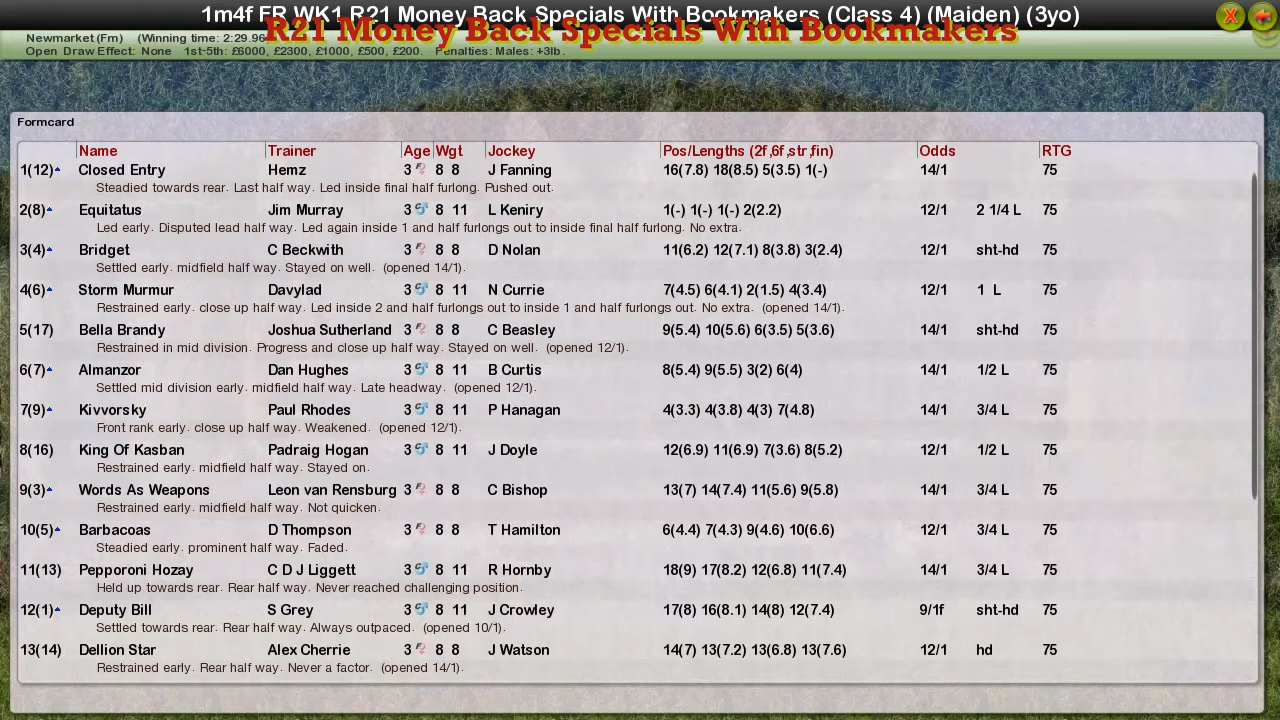 1m4f FR WK1 R21 Money Back Specials With Bookmakers (Class 4) (Maiden) (3yo)
R21 Money Back Specials With Bookmakers
Newmarket (Fm) (Winning time: 2:29.96
Open Draw Effect: None 1st-5th: £6000, £2300, £1000, £500, £200. Penalties: Males: +3lb.
Formcard
Name Trainer Age Wgt Jockey Pos/Lengths (2f,6f,str,fin) Odds RTG
1(12) Closed Entry Hemz 3 8 8 J Fanning 16(7.8) 18(8.5) 5(3.5) 1(-) 14/1 75
Steadied towards rear. Last half way. Led inside final half furlong. Pushed out.
2(8) Equitatus Jim Murray 3 8 11 L Keniry 1(-) 1(-) 1(-) 2(2.2) 12/1 2 1/4 L 75
Led early. Disputed lead half way. Led again inside 1 and half furlongs out to inside final half furlong. No extra.
3(4) Bridget C Beckwith 3 8 8 D Nolan 11(6.2) 12(7.1) 8(3.8) 3(2.4) 12/1 sht-hd 75
Settled early. midfield half way. Stayed on well. (opened 14/1).
4(6) Storm Murmur Davylad 3 8 11 N Currie 7(4.5) 6(4.1) 2(1.5) 4(3.4) 12/1 1 L 75
Restrained early. close up half way. Led inside 2 and half furlongs out to inside 1 and half furlongs out. No extra. (opened 14/1).
5(17) Bella Brandy Joshua Sutherland 3 8 8 C Beasley 9(5.4) 10(5.6) 6(3.5) 5(3.6) 14/1 sht-hd 75
Restrained in mid division. Progress and close up half way. Stayed on well. (opened 12/1).
6(7) Almanzor Dan Hughes 3 8 11 B Curtis 8(5.4) 9(5.5) 3(2) 6(4) 14/1 1/2 L 75
Settled mid division early. midfield half way. Late headway. (opened 12/1).
7(9) Kivvorsky Paul Rhodes 3 8 11 P Hanagan 4(3.3) 4(3.8) 4(3) 7(4.8) 14/1 3/4 L 75
Front rank early. close up half way. Weakened. (opened 12/1).
8(16) King Of Kasban Padraig Hogan 3 8 11 J Doyle 12(6.9) 11(6.9) 7(3.6) 8(5.2) 12/1 1/2 L 75
Restrained early. midfield half way. Stayed on.
9(3) Words As Weapons Leon van Rensburg 3 8 8 C Bishop 13(7) 14(7.4) 11(5.6) 9(5.8) 14/1 3/4 L 75
Restrained early. midfield half way. Not quicken.
10(5) Barbacoas D Thompson 3 8 8 T Hamilton 6(4.4) 7(4.3) 9(4.6) 10(6.6) 12/1 3/4 L 75
Steadied early. prominent half way. Faded.
11(13) Pepporoni Hozay C D J Liggett 3 8 11 R Hornby 18(9) 17(8.2) 12(6.8) 11(7.4) 14/1 3/4 L 75
Held up towards rear. Rear half way. Never reached challenging position.
12(1) Deputy Bill S Grey 3 8 11 J Crowley 17(8) 16(8.1) 14(8) 12(7.4) 9/1f sht-hd 75
Settled towards rear. Rear half way. Always outpaced. (opened 10/1).
13(14) Dellion Star Alex Cherrie 3 8 8 J Watson 14(7) 13(7.2) 13(6.8) 13(7.6) 12/1 hd 75
Restrained early. Rear half way. Never a factor. (opened 14/1).